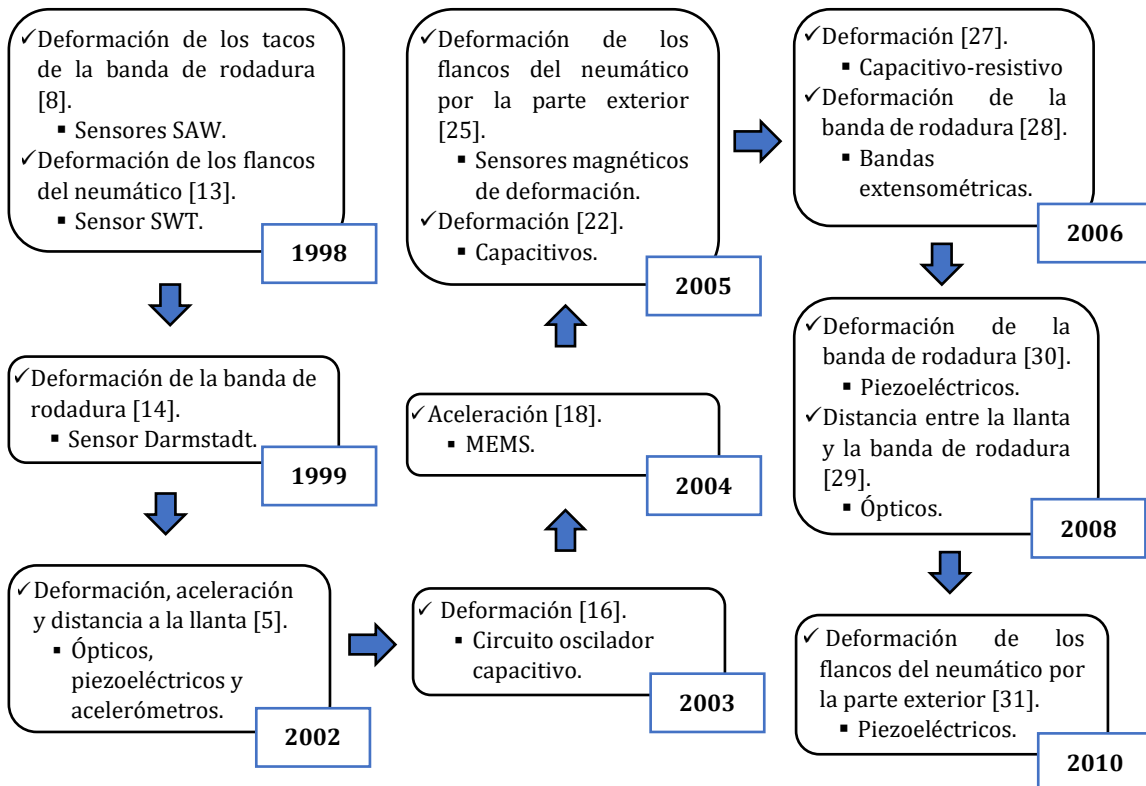 ✓Deformación de los tacos
de la banda de rodadura
[8].
▪ Sensores SAW.
✓Deformación de los flancos
del neumático [13].
▪ Sensor SWT.
1998
✓Deformación de la banda de
rodadura [14].
▪ Sensor Darmstadt.
1999
✓Deformación, aceleración
y distancia a la llanta [5].
▪ Ópticos,
piezoeléctricos y
acelerómetros.
2002
✓ Deformación [16].
▪ Circuito oscilador
capacitivo.
2003
✓Aceleración [18].
▪ MEMS.
2004
✓Deformación de los
flancos del neumático
por la parte exterior
[25].
▪ Sensores magnéticos
de deformación.
✓Deformación [22].
▪ Capacitivos.
2005
✓Deformación [27].
▪ Capacitivo-resistivo
✓Deformación de la
banda de rodadura [28].
▪ Bandas
extensométricas.
2006
✓Deformación de la
banda de rodadura [30].
▪ Piezoeléctricos.
✓Distancia entre la llanta
y la banda de rodadura
[29].
▪ Ópticos.
2008
✓ Deformación de los
flancos del neumático por
la parte exterior [31].
▪ Piezoeléctricos.
2010